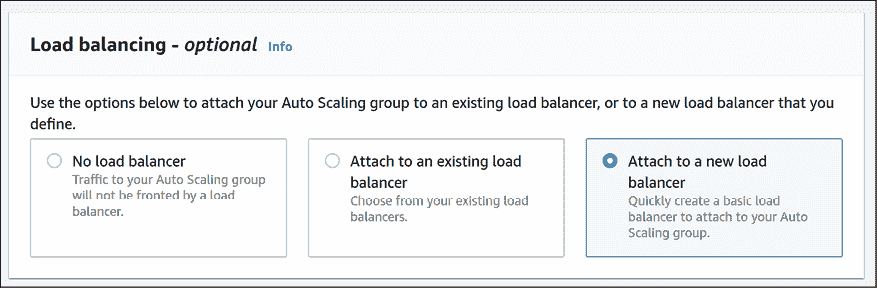 Load balancing - optional Info
Use the options below to attach your Auto Scaling group to an existing load balancer, or to a new load balancer that you
define.
No load balancer
Traffic to your Auto Scaling group
will not be fronted by a load
balancer.
Attach to an existing load
balancer
Choose from your existing load
balancers.
Attach to a new load
balancer
Quickly create a basic load
balancer to attach to your Auto
Scaling group.